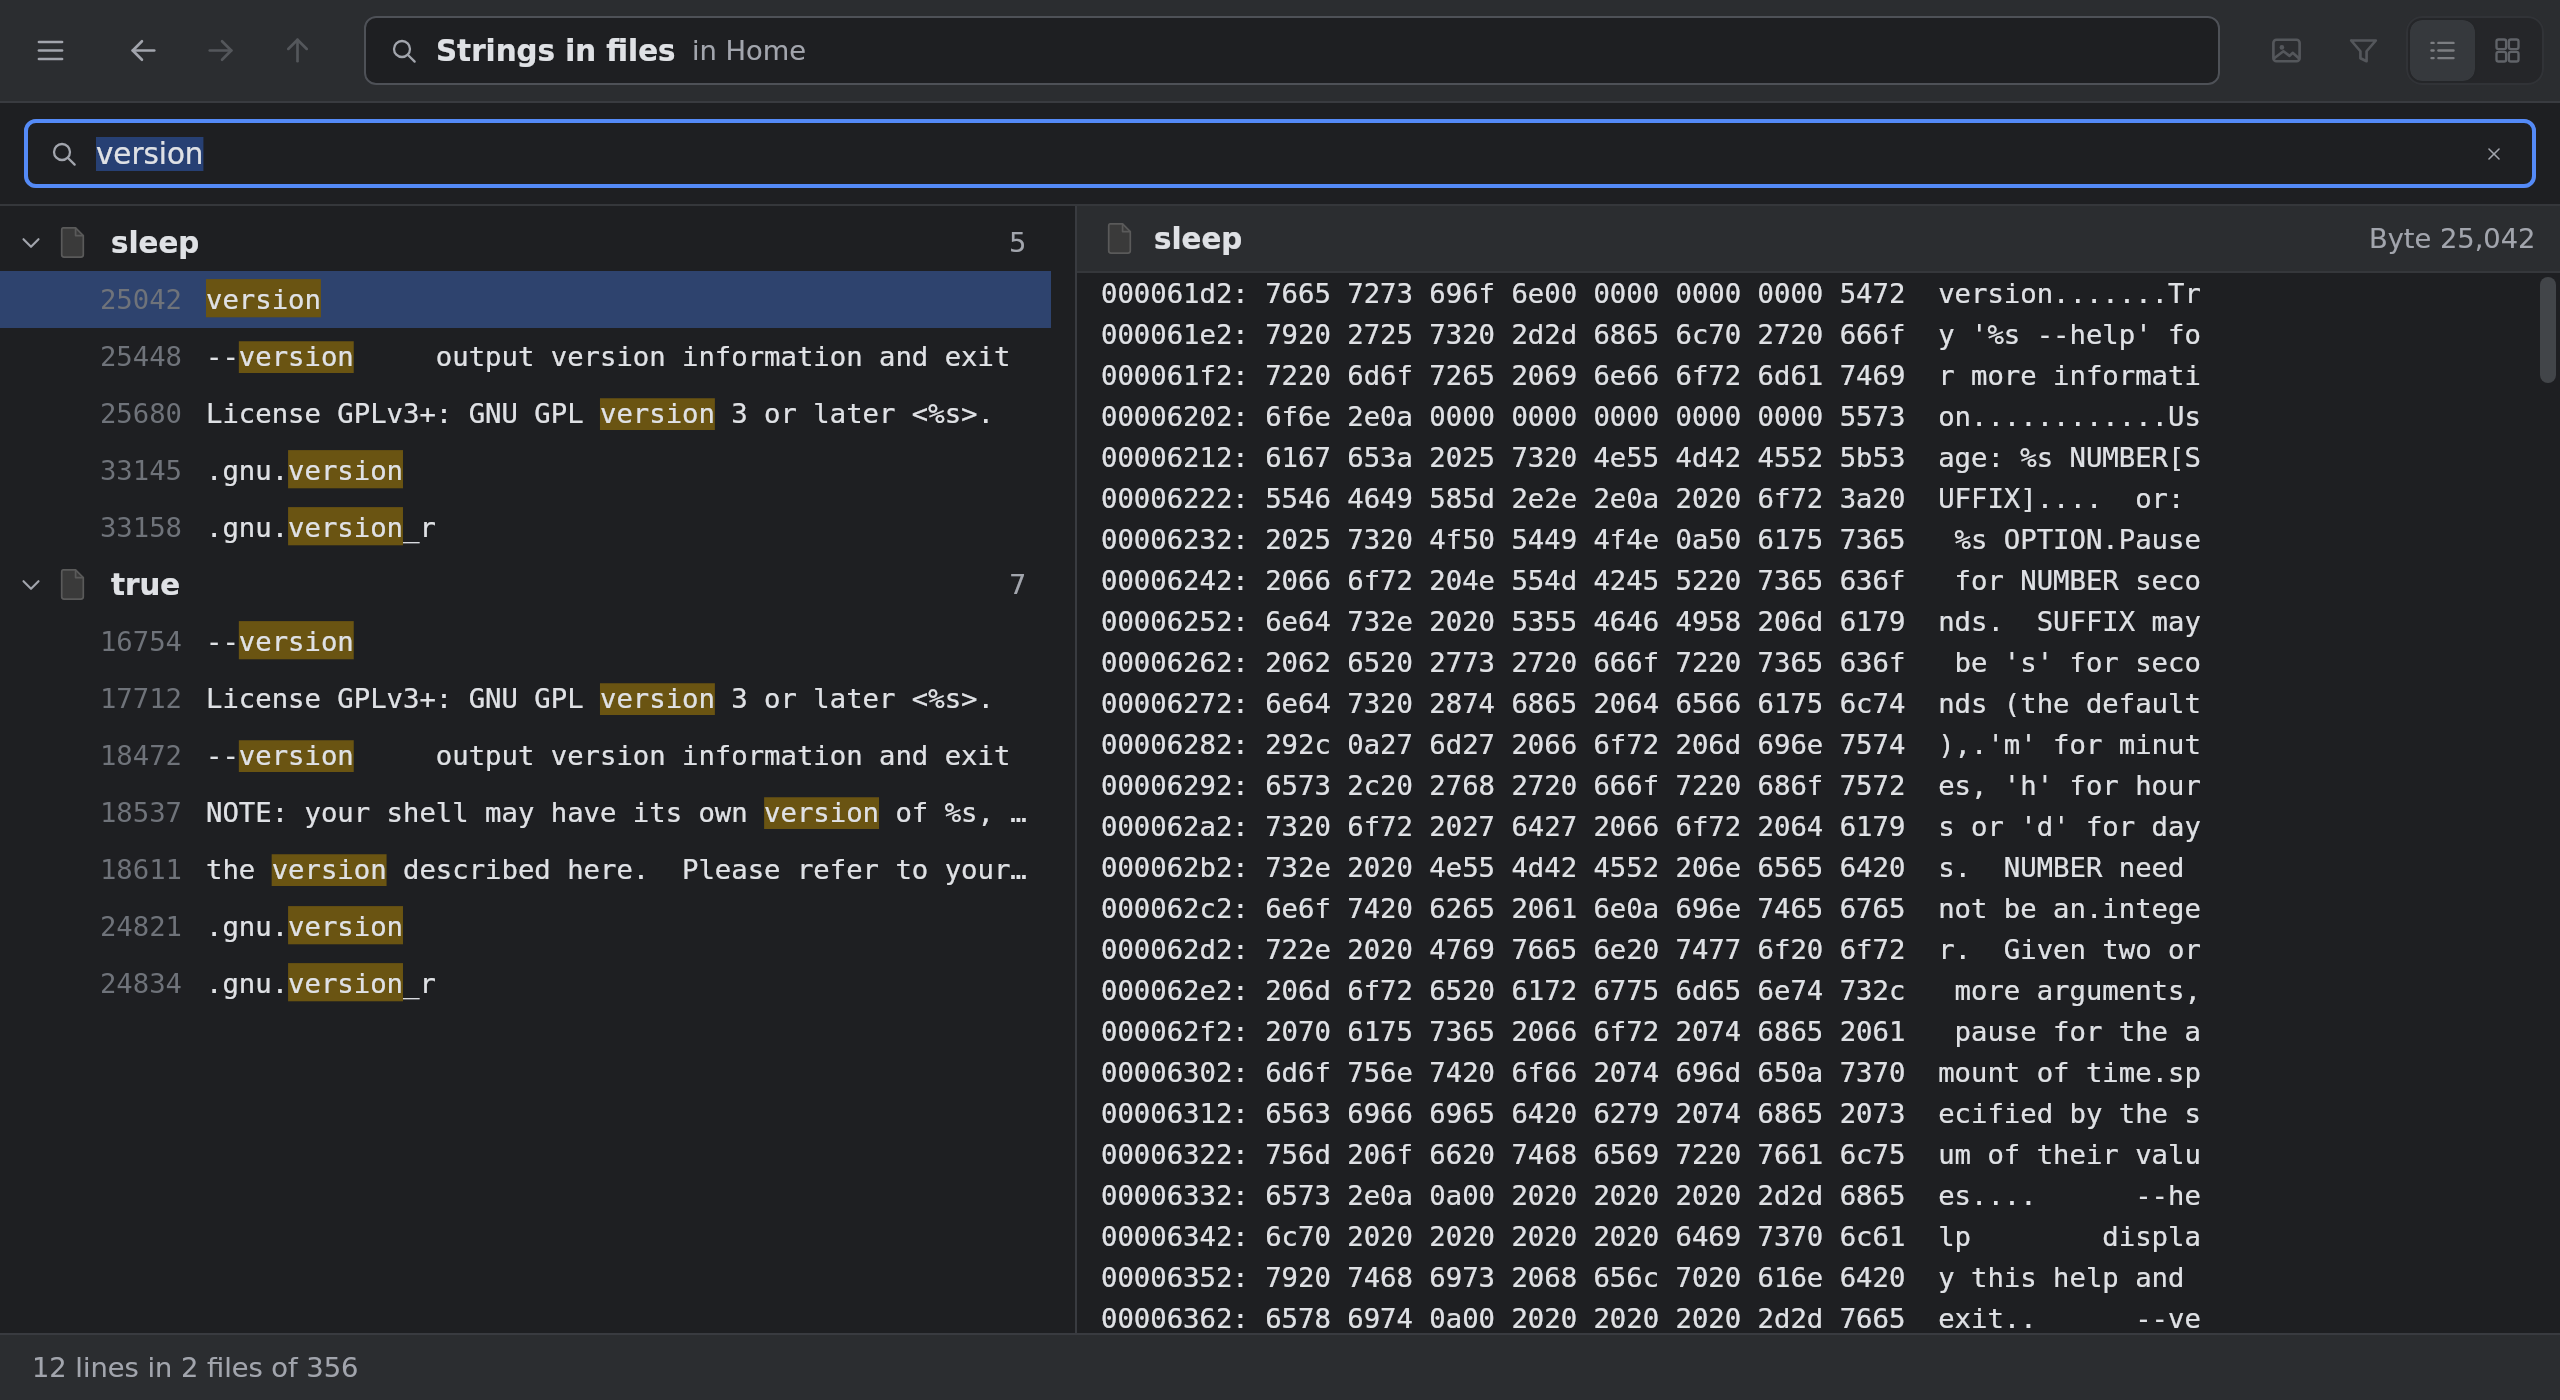 Strings in files in Home
version
sleep 5
25042 version
25448 --version     output version information and exit
25680 License GPLv3+: GNU GPL version 3 or later <%s>.
33145 .gnu.version
33158 .gnu.version_r
true 7
16754 --version
17712 License GPLv3+: GNU GPL version 3 or later <%s>.
18472 --version     output version information and exit
18537 NOTE: your shell may have its own version of %s, …
18611 the version described here.  Please refer to your…
24821 .gnu.version
24834 .gnu.version_r
sleep Byte 25,042
000061d2: 7665 7273 696f 6e00 0000 0000 0000 5472  version.......Tr
000061e2: 7920 2725 7320 2d2d 6865 6c70 2720 666f  y '%s --help' fo
000061f2: 7220 6d6f 7265 2069 6e66 6f72 6d61 7469  r more informati
00006202: 6f6e 2e0a 0000 0000 0000 0000 0000 5573  on............Us
00006212: 6167 653a 2025 7320 4e55 4d42 4552 5b53  age: %s NUMBER[S
00006222: 5546 4649 585d 2e2e 2e0a 2020 6f72 3a20  UFFIX]....  or: 
00006232: 2025 7320 4f50 5449 4f4e 0a50 6175 7365   %s OPTION.Pause
00006242: 2066 6f72 204e 554d 4245 5220 7365 636f   for NUMBER seco
00006252: 6e64 732e 2020 5355 4646 4958 206d 6179  nds.  SUFFIX may
00006262: 2062 6520 2773 2720 666f 7220 7365 636f   be 's' for seco
00006272: 6e64 7320 2874 6865 2064 6566 6175 6c74  nds (the default
00006282: 292c 0a27 6d27 2066 6f72 206d 696e 7574  ),.'m' for minut
00006292: 6573 2c20 2768 2720 666f 7220 686f 7572  es, 'h' for hour
000062a2: 7320 6f72 2027 6427 2066 6f72 2064 6179  s or 'd' for day
000062b2: 732e 2020 4e55 4d42 4552 206e 6565 6420  s.  NUMBER need 
000062c2: 6e6f 7420 6265 2061 6e0a 696e 7465 6765  not be an.intege
000062d2: 722e 2020 4769 7665 6e20 7477 6f20 6f72  r.  Given two or
000062e2: 206d 6f72 6520 6172 6775 6d65 6e74 732c   more arguments,
000062f2: 2070 6175 7365 2066 6f72 2074 6865 2061   pause for the a
00006302: 6d6f 756e 7420 6f66 2074 696d 650a 7370  mount of time.sp
00006312: 6563 6966 6965 6420 6279 2074 6865 2073  ecified by the s
00006322: 756d 206f 6620 7468 6569 7220 7661 6c75  um of their valu
00006332: 6573 2e0a 0a00 2020 2020 2020 2d2d 6865  es....      --he
00006342: 6c70 2020 2020 2020 2020 6469 7370 6c61  lp        displa
00006352: 7920 7468 6973 2068 656c 7020 616e 6420  y this help and 
00006362: 6578 6974 0a00 2020 2020 2020 2d2d 7665  exit..      --ve
12 lines in 2 files of 356